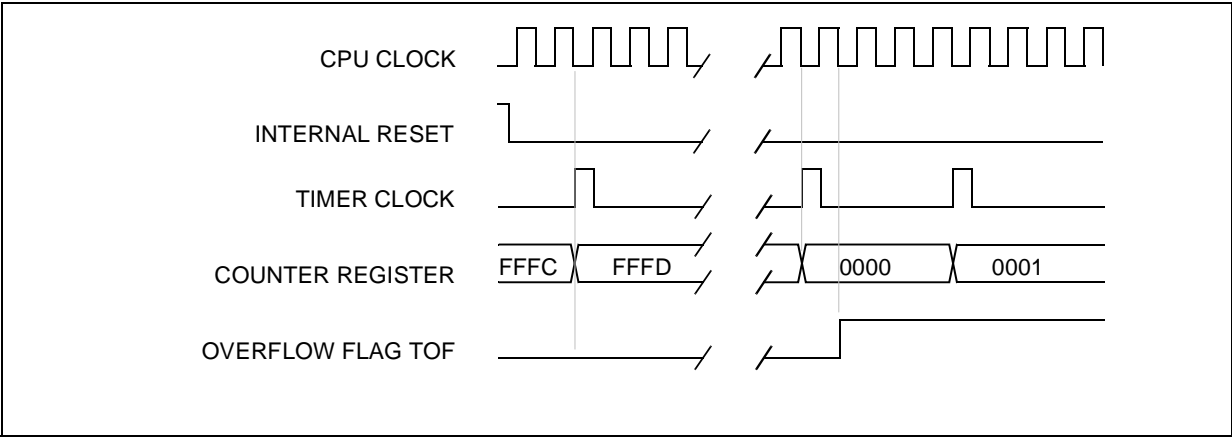 CPU CLOCK
INTERNAL RESET
TIMER CLOCK
COUNTER REGISTER FFFC FFFD 0000 0001
OVERFLOW FLAG TOF